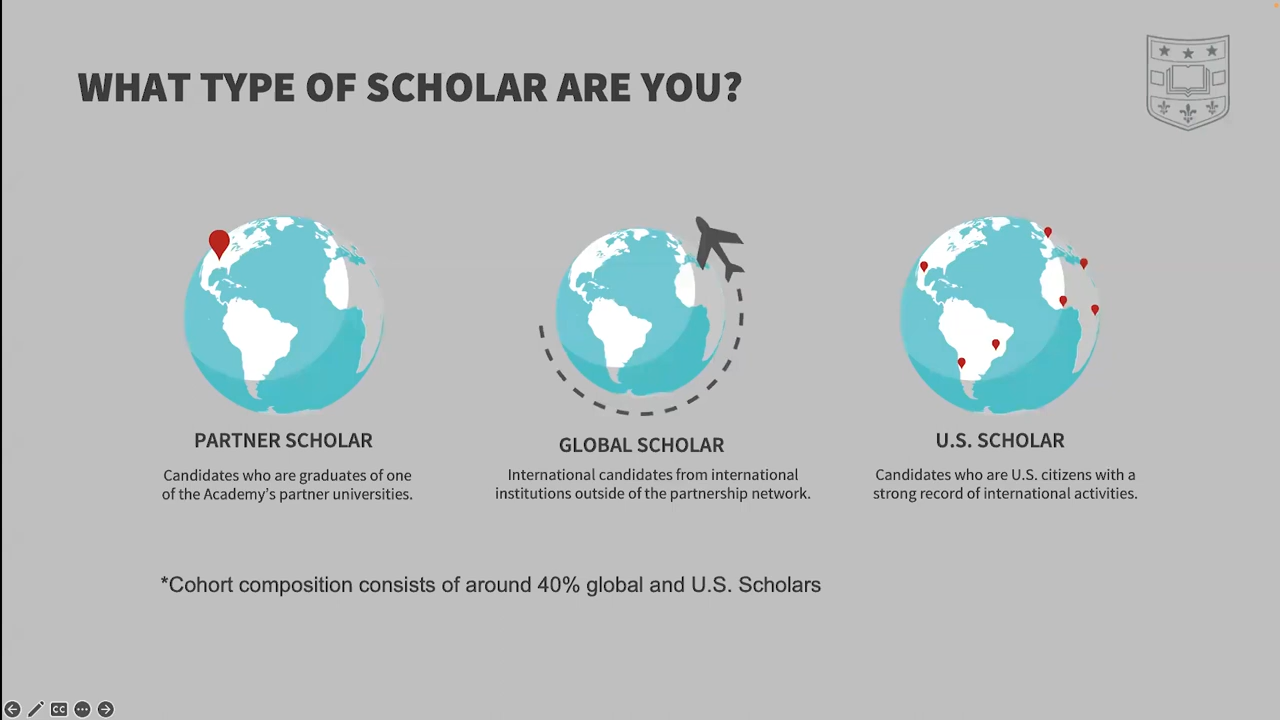 WHAT TYPE OF SCHOLAR ARE YOU?
PARTNER SCHOLAR
Candidates who are graduates of one
of the Academy’s partner universities.
GLOBAL SCHOLAR
International candidates from international
institutions outside of the partnership network.
U.S. SCHOLAR
Candidates who are U.S. citizens with a
strong record of international activities.
*Cohort composition consists of around 40% global and U.S. Scholars
CC